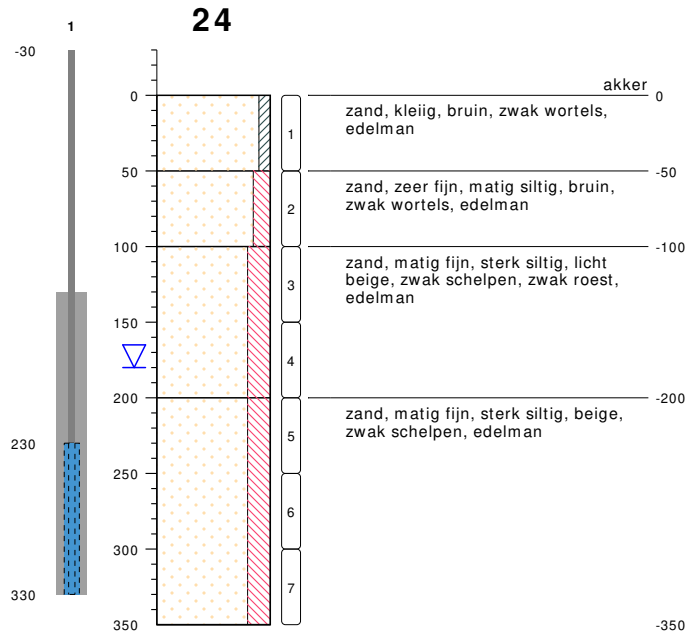 24
1
-30
230
330
0
50
100
150
200
250
300
350
1
2
3
4
5
6
7
akker
0
zand, kleiig, bruin, zwak wortels,
edelman
-50
zand, zeer fijn, matig siltig, bruin,
zwak wortels, edelman
-100
zand, matig fijn, sterk siltig, licht
beige, zwak schelpen, zwak roest,
edelman
-200
zand, matig fijn, sterk siltig, beige,
zwak schelpen, edelman
-350